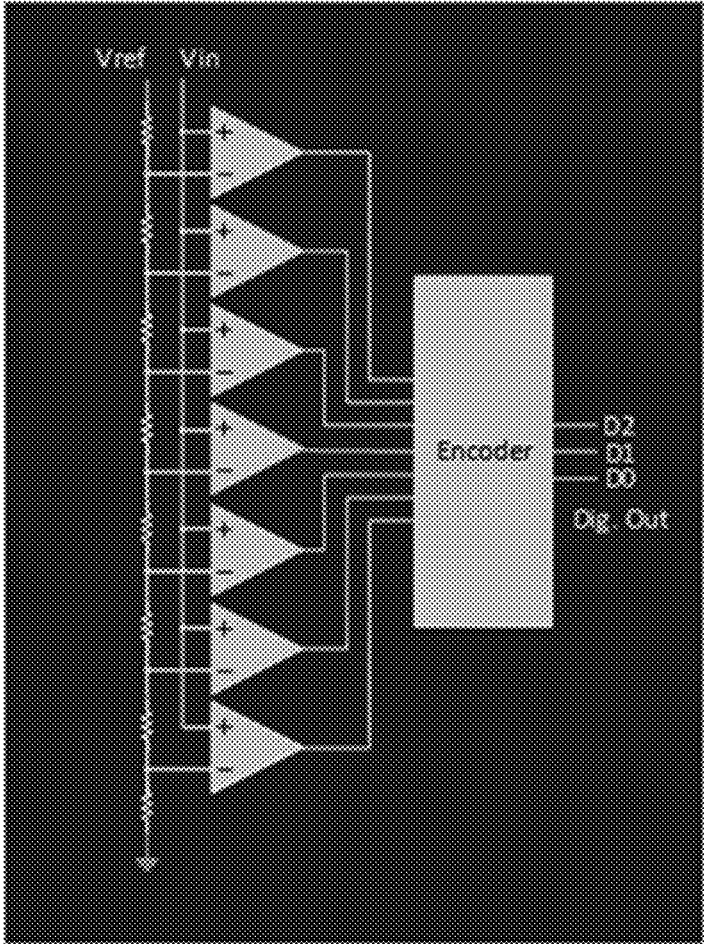 Vref Vin
+
−
+
−
+
−
+
−
+
−
+
−
+
−
Encoder
D2
D1
D0
Dig. Out